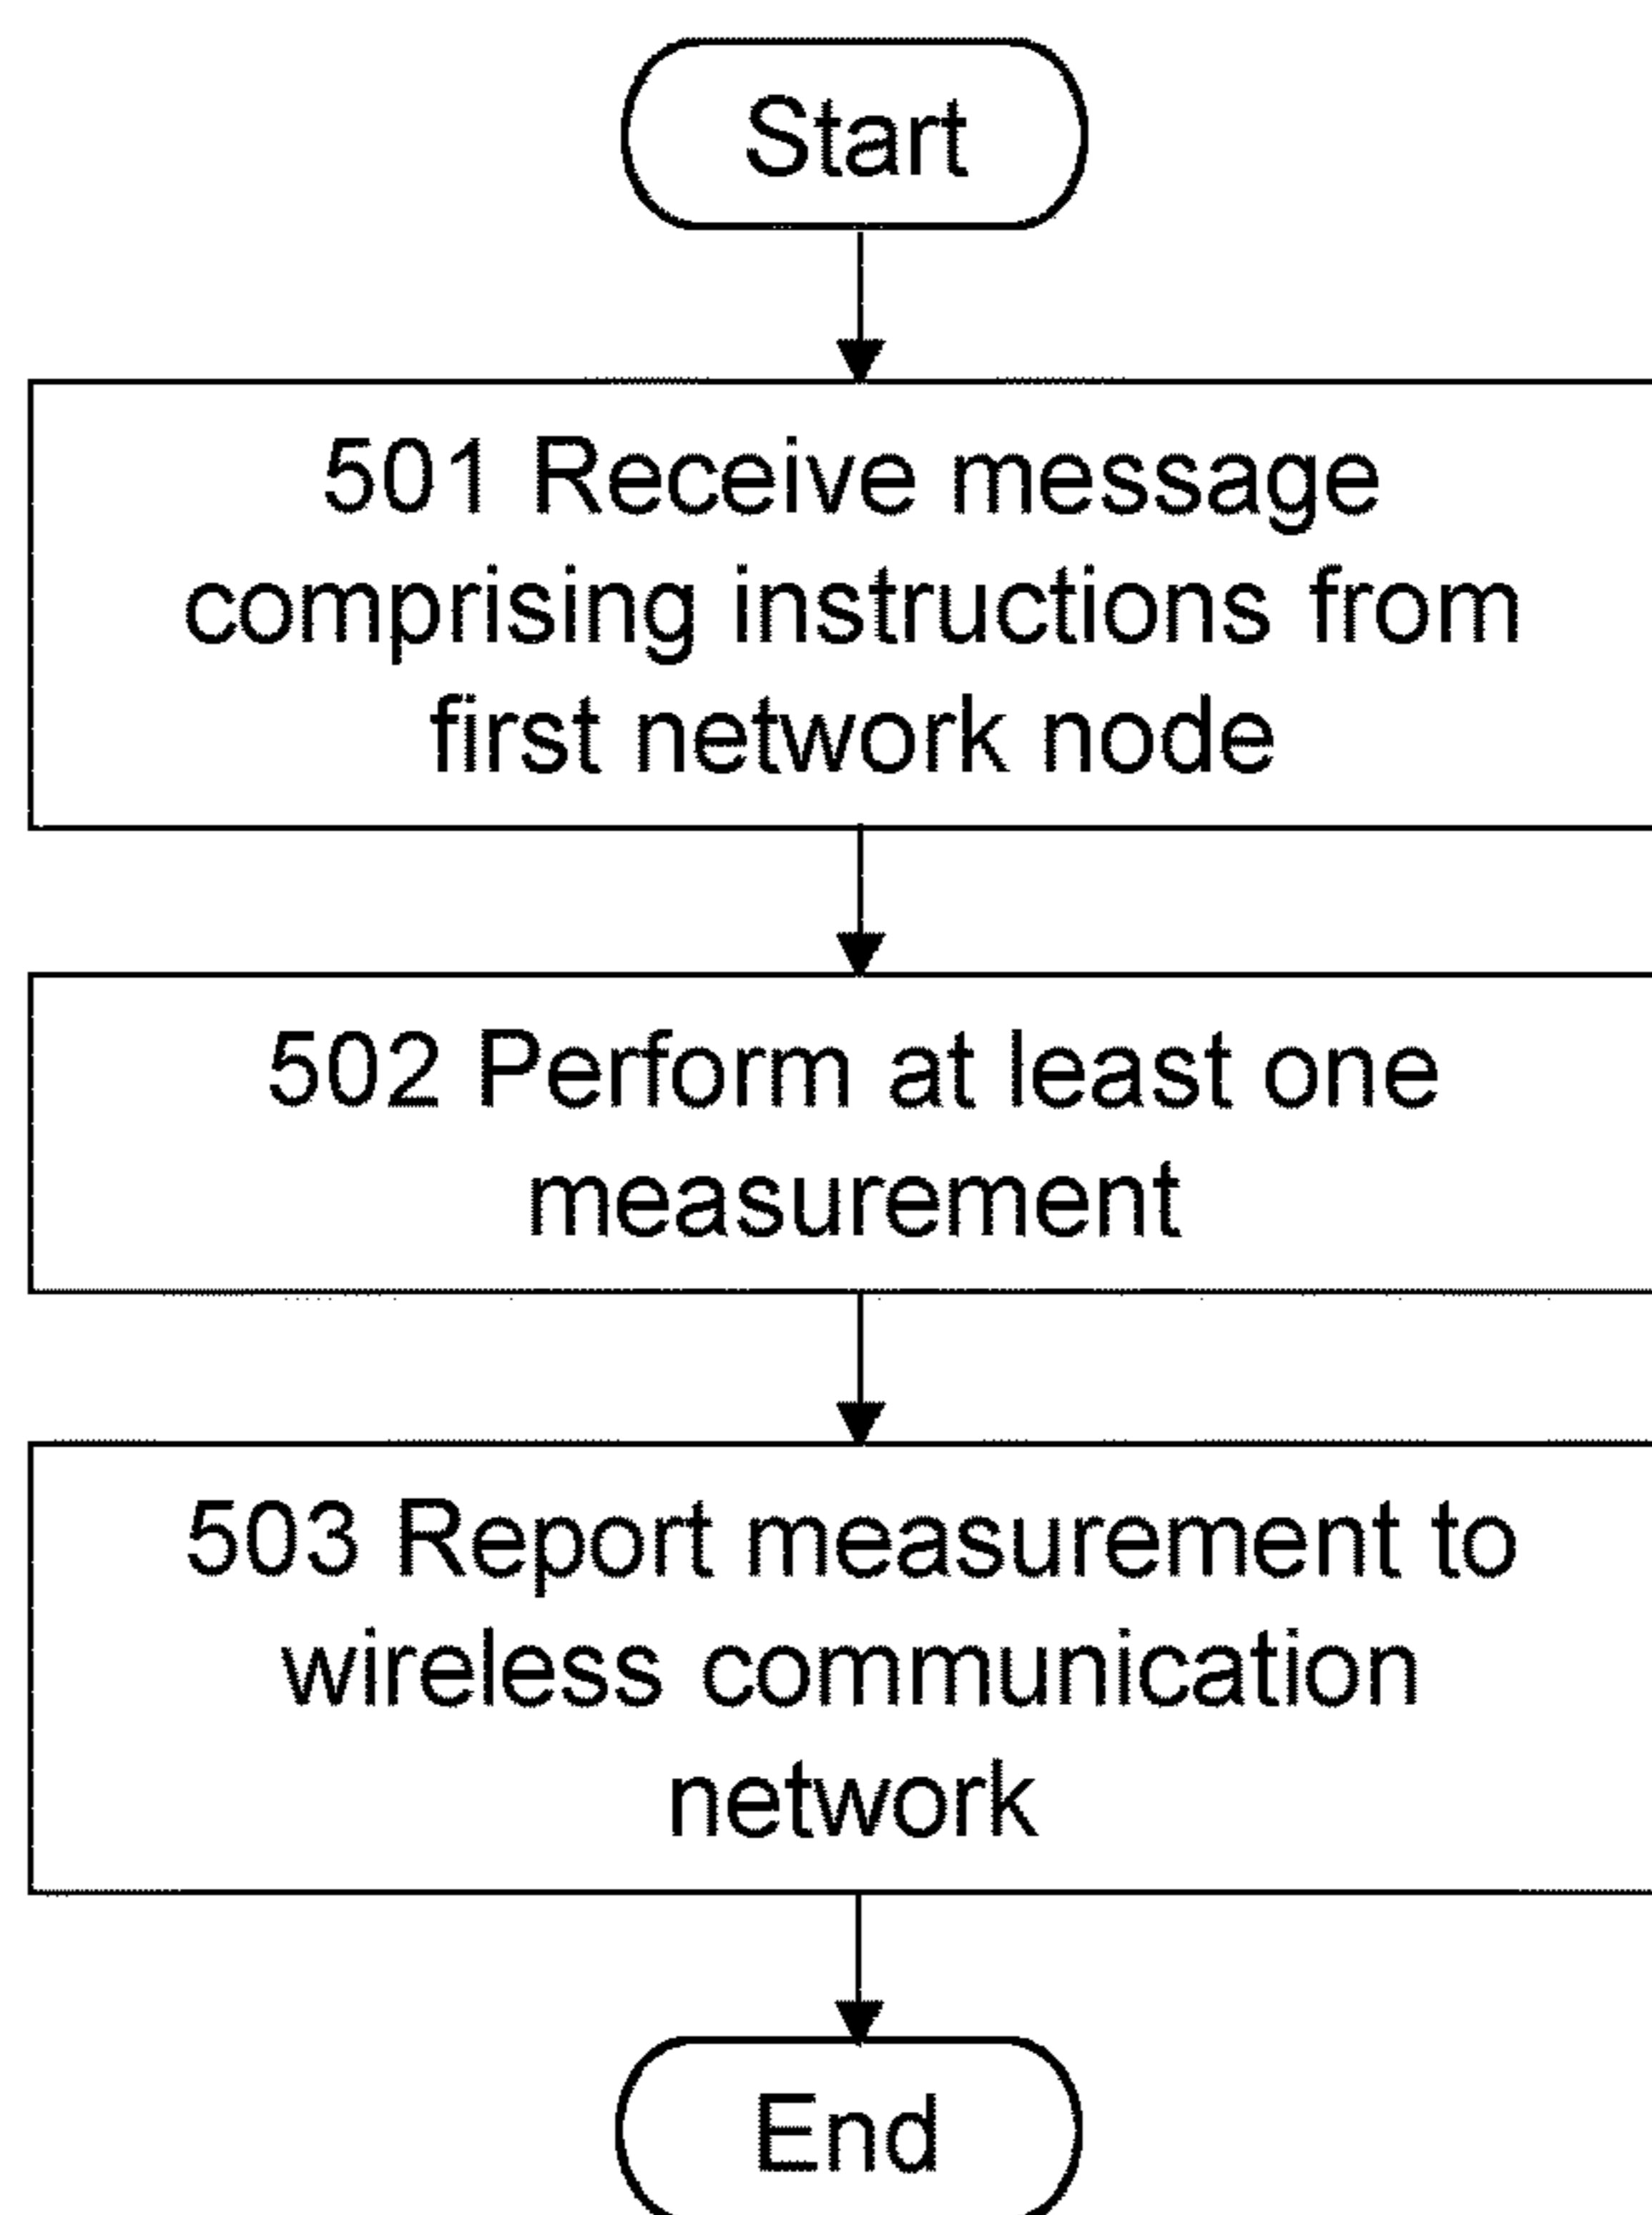 Start
501 Receive message
comprising instructions from
first network node
502 Perform at least one
measurement
503 Report measurement to
wireless communication
network
End